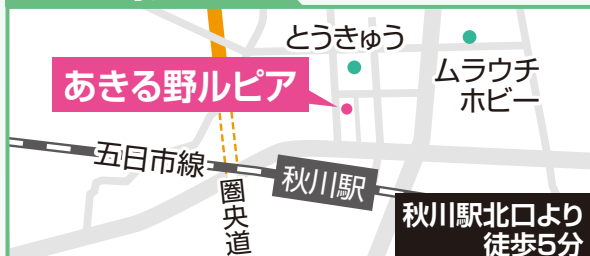 とうきゅう
ムラウチ
ホビー
あきる野ルピア
五日市線
秋川駅
圏央道
秋川駅北口より
徒歩5分